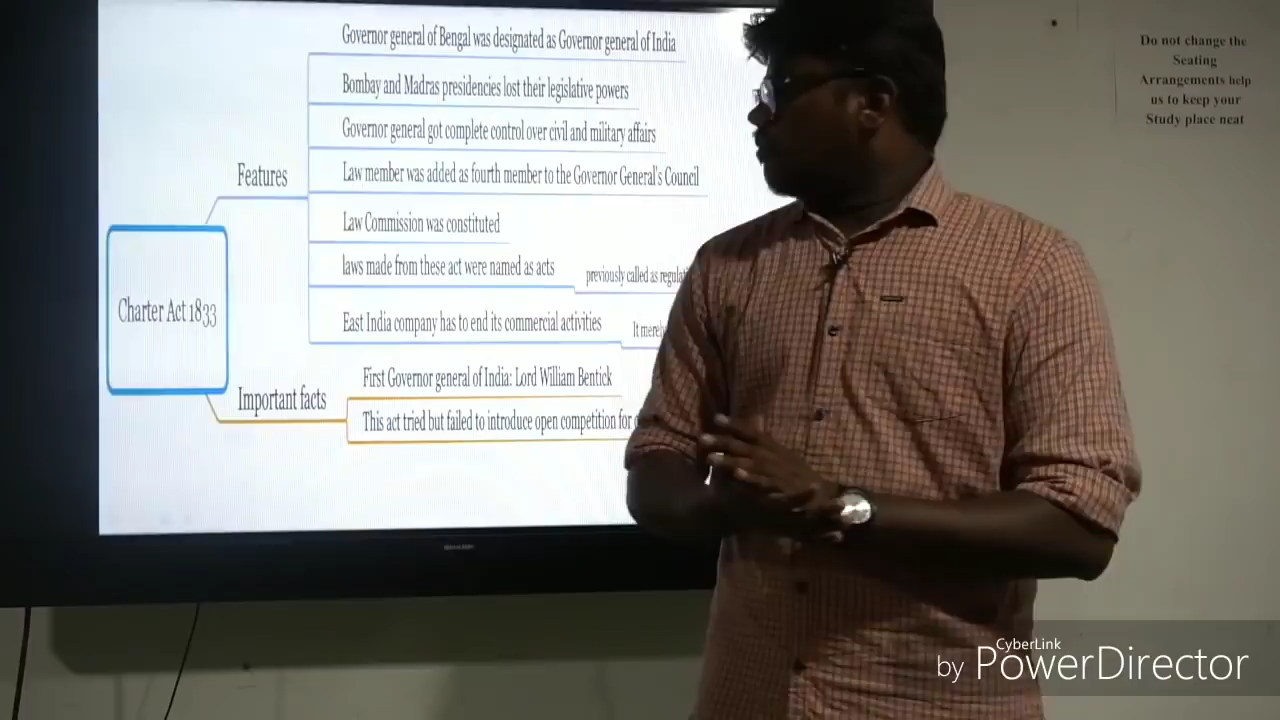 Governor general of Bengal was designated as Governor general of India
Bombay and Madras presidencies lost their legislative powers
Governor general got complete control over civil and military affairs
Features
Law member was added as fourth member to the Governor General's Council
Law Commission was constituted
laws made from these act were named as acts
previously called as
Charter Act 1833
East India company has to end its commercial activities
It merely
First Governor general of India: Lord William Bentick
Important facts
This act tried but failed to introduce open competition for
Do not change the
Seating
Arrangements help
us to keep your
Study place neat
CyberLink
by PowerDirector